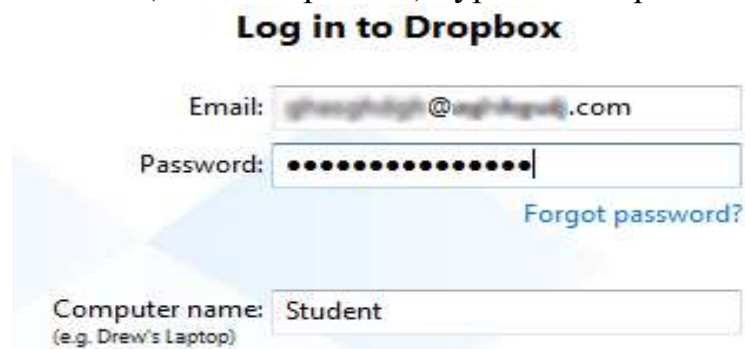 Log in to Dropbox
Email: @ .com
Password: •••••••••••••••
Forgot password?
Computer name: Student
(e.g. Drew's Laptop)